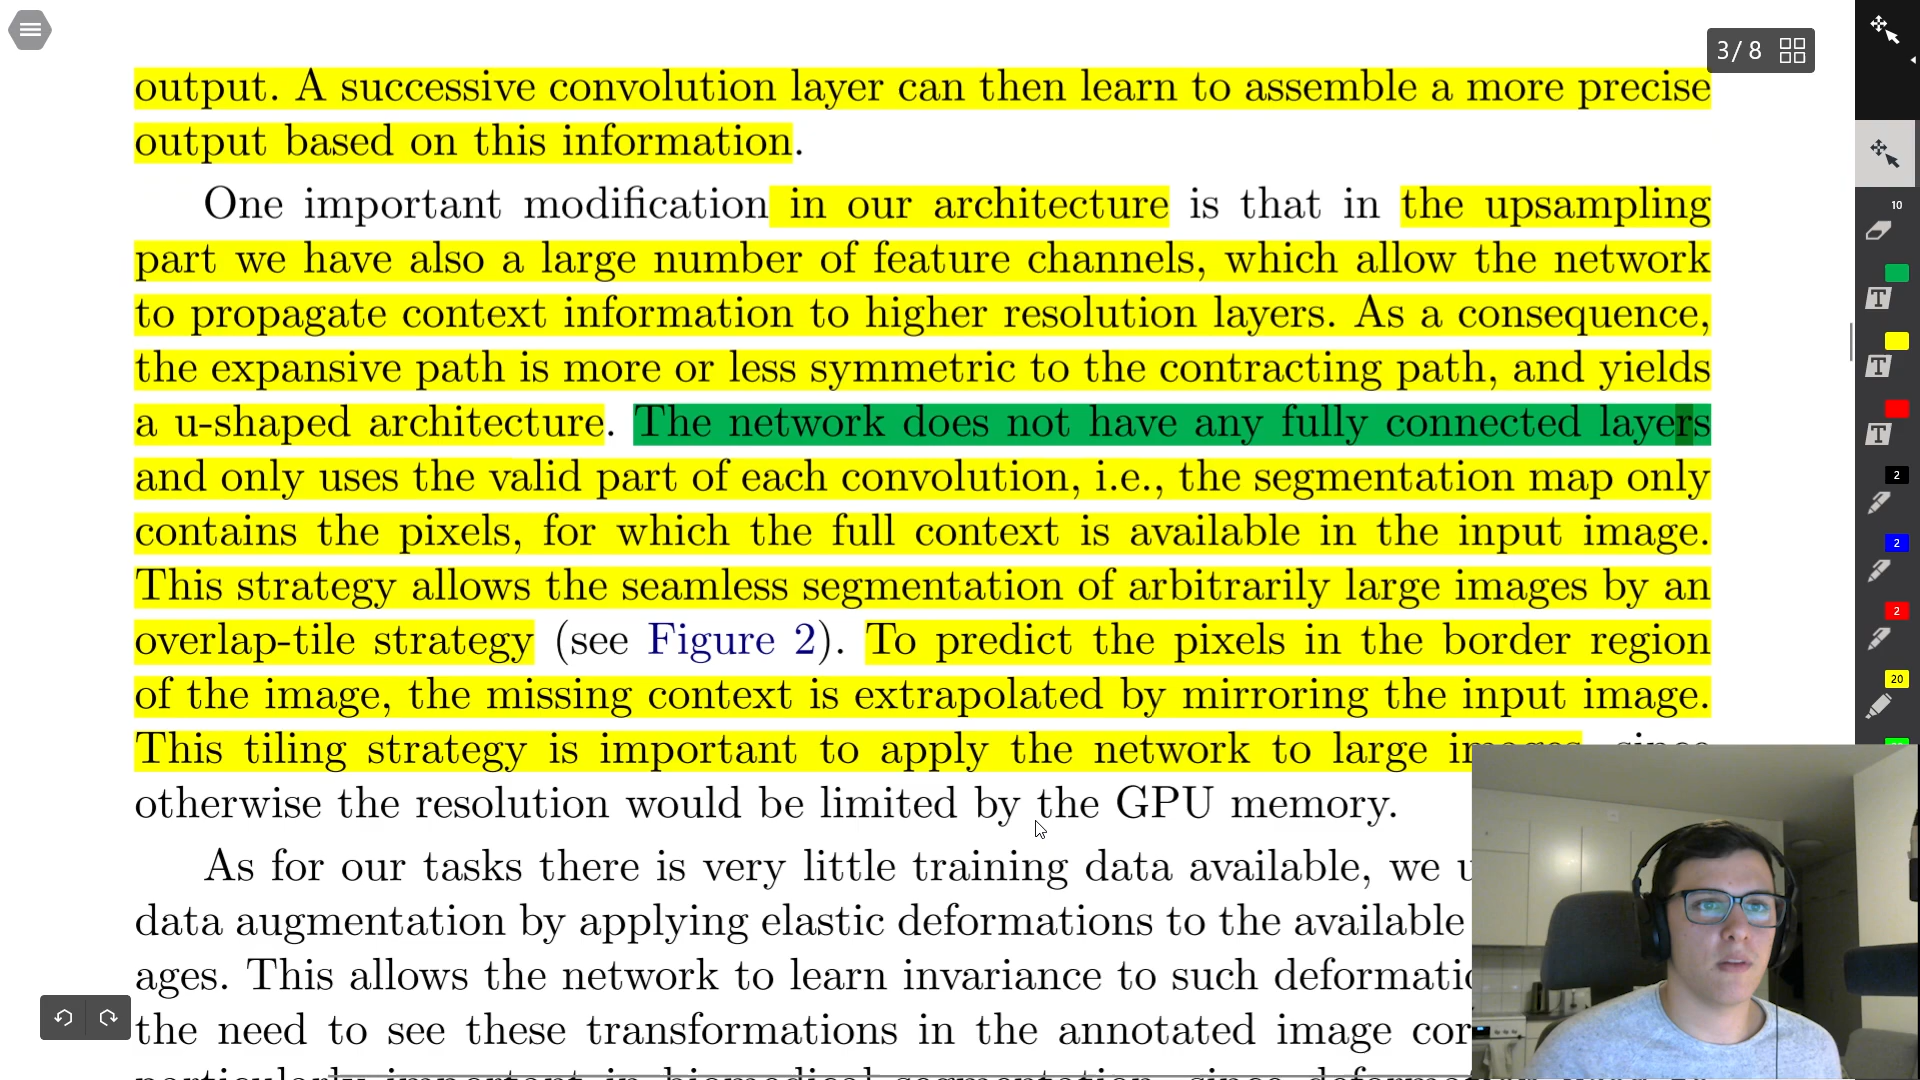 3/ 8
output. A successive convolution layer can then learn to assemble a more precise
output based on this information.
One important modification in our architecture is that in the upsampling
part we have also a large number of feature channels, which allow the network
to propagate context information to higher resolution layers. As a consequence,
the expansive path is more or less symmetric to the contracting path, and yields
a u-shaped architecture. The network does not have any fully connected layers
and only uses the valid part of each convolution, i.e., the segmentation map only
contains the pixels, for which the full context is available in the input image.
This strategy allows the seamless segmentation of arbitrarily large images by an
overlap-tile strategy (see Figure 2). To predict the pixels in the border region
of the image, the missing context is extrapolated by mirroring the input image.
This tiling strategy is important to apply the network to large images, since
otherwise the resolution would be limited by the GPU memory.
As for our tasks there is very little training data available, we u
data augmentation by applying elastic deformations to the available
ages. This allows the network to learn invariance to such deformatio
the need to see these transformations in the annotated image cor
particularly important in biomedical segmentation, since
10
T
T
T
2
2
2
20